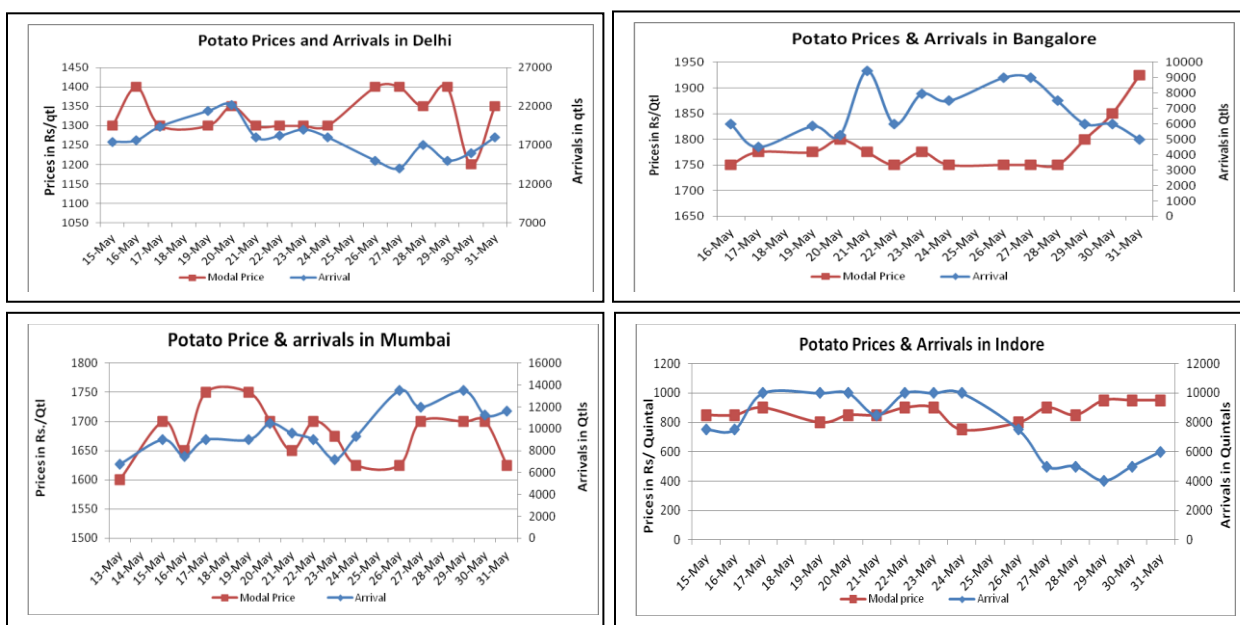 Potato Prices and Arrivals in Delhi
1450
1400
1350
1300
1250
1200
1150
1100
1050
27000
22000
17000
12000
7000
Prices in Rs/qtl
Arrivals in qtls
15-May
16-May
17-May
18-May
19-May
20-May
21-May
22-May
23-May
24-May
25-May
26-May
27-May
28-May
29-May
30-May
31-May
Modal Price
Arrival
Potato Prices & Arrivals in Bangalore
1950
1900
1850
1800
1750
1700
1650
10000
9000
8000
7000
6000
5000
4000
3000
2000
1000
0
Prices in Rs/Qtl
Arrivals in Qtls
16-May
17-May
18-May
19-May
20-May
21-May
22-May
23-May
24-May
25-May
26-May
27-May
28-May
29-May
30-May
31-May
Modal Price
Arrival
Potato Price & arrivals in Mumbai
1800
1750
1700
1650
1600
1550
1500
16000
14000
12000
10000
8000
6000
4000
2000
0
Prices in Rs./Qtl
Arrivals in Qtls
13-May
14-May
15-May
16-May
17-May
18-May
19-May
20-May
21-May
22-May
23-May
24-May
25-May
26-May
27-May
28-May
29-May
30-May
31-May
Modal Price
Arrival
Potato Prices & Arrivals in Indore
1200
1000
800
600
400
200
0
12000
10000
8000
6000
4000
2000
0
Prices in Rs/ Quintal
Arrivals in Quintals
15-May
16-May
17-May
18-May
19-May
20-May
21-May
22-May
23-May
24-May
25-May
26-May
27-May
28-May
29-May
30-May
31-May
Modal price
Arrival